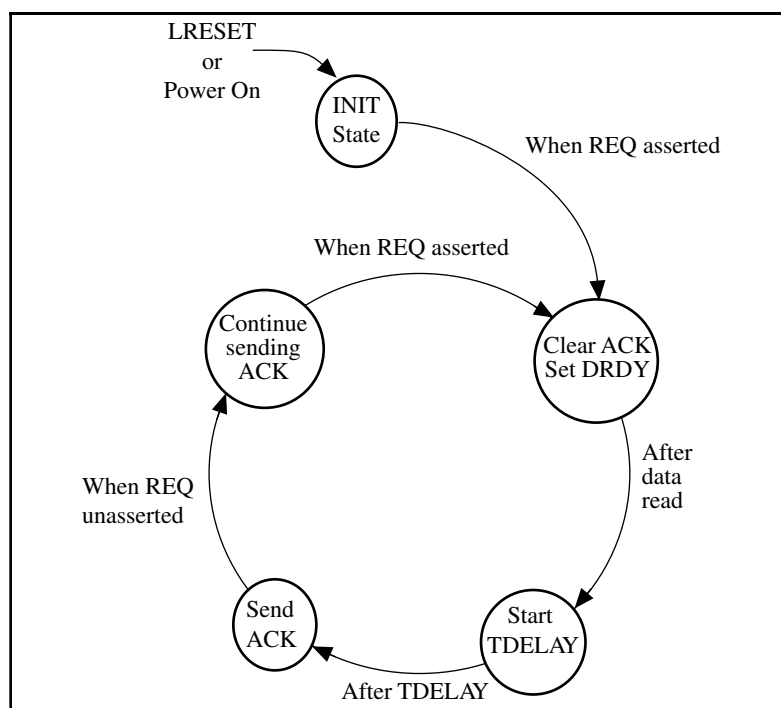 LRESET
or
Power On
INIT
State
When REQ asserted
When REQ asserted
Continue
sending
ACK
Clear ACK
Set DRDY
After
data
read
When REQ
unasserted
Send
ACK
Start
TDELAY
After TDELAY